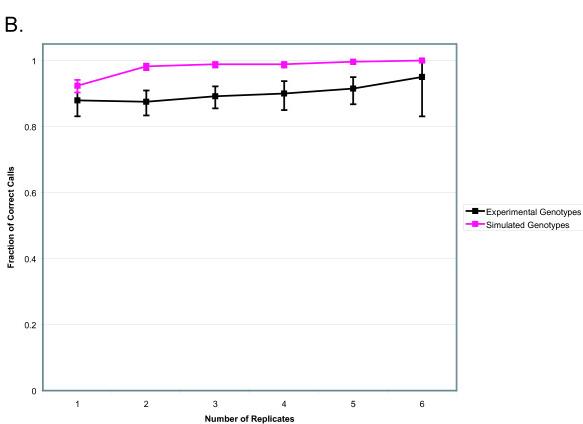 B.
1
0.8
0.6
0.4
0.2
0
Fraction of Correct Calls
1 2 3 4 5 6
Number of Replicates
Experimental Genotypes
Simulated Genotypes